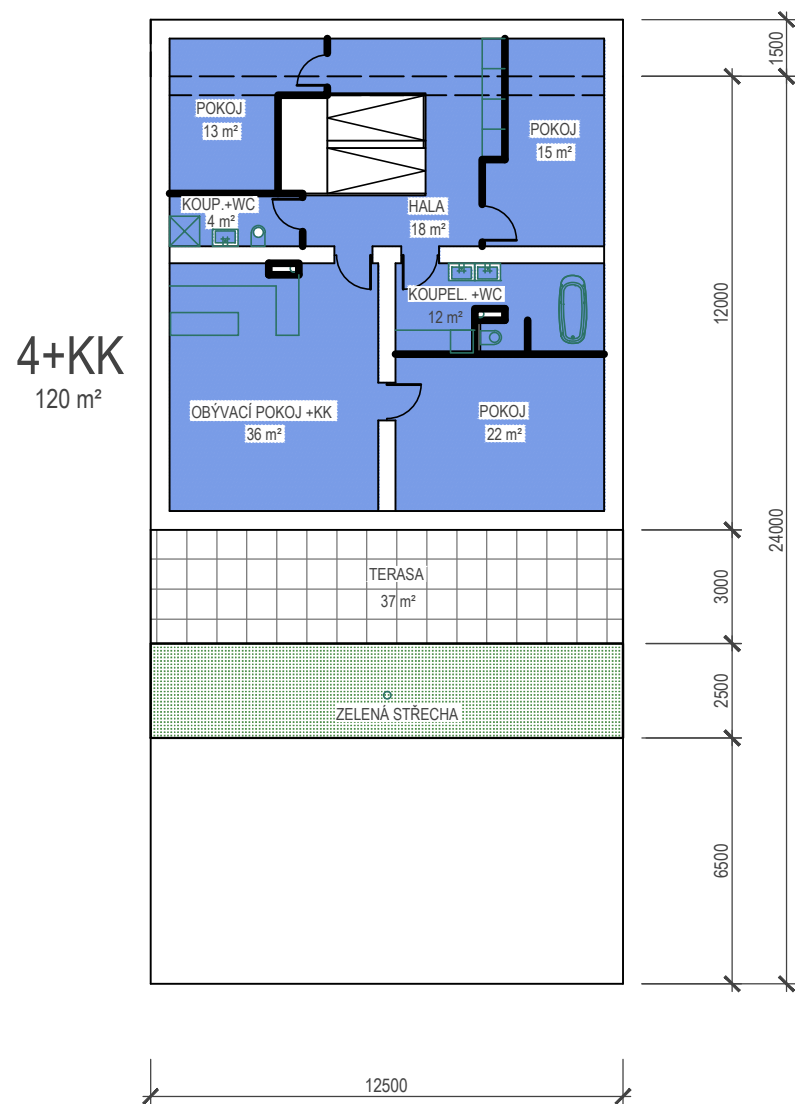 1500
POKOJ
13 m²
POKOJ
15 m²
KOUP.+WC
4 m²
HALA
18 m²
KOUPEL. +WC
12 m²
12000
4+KK
120 m²
OBÝVACÍ POKOJ +KK
36 m²
POKOJ
22 m²
24000
TERASA
37 m²
3000
2500
ZELENÁ STŘECHA
6500
12500